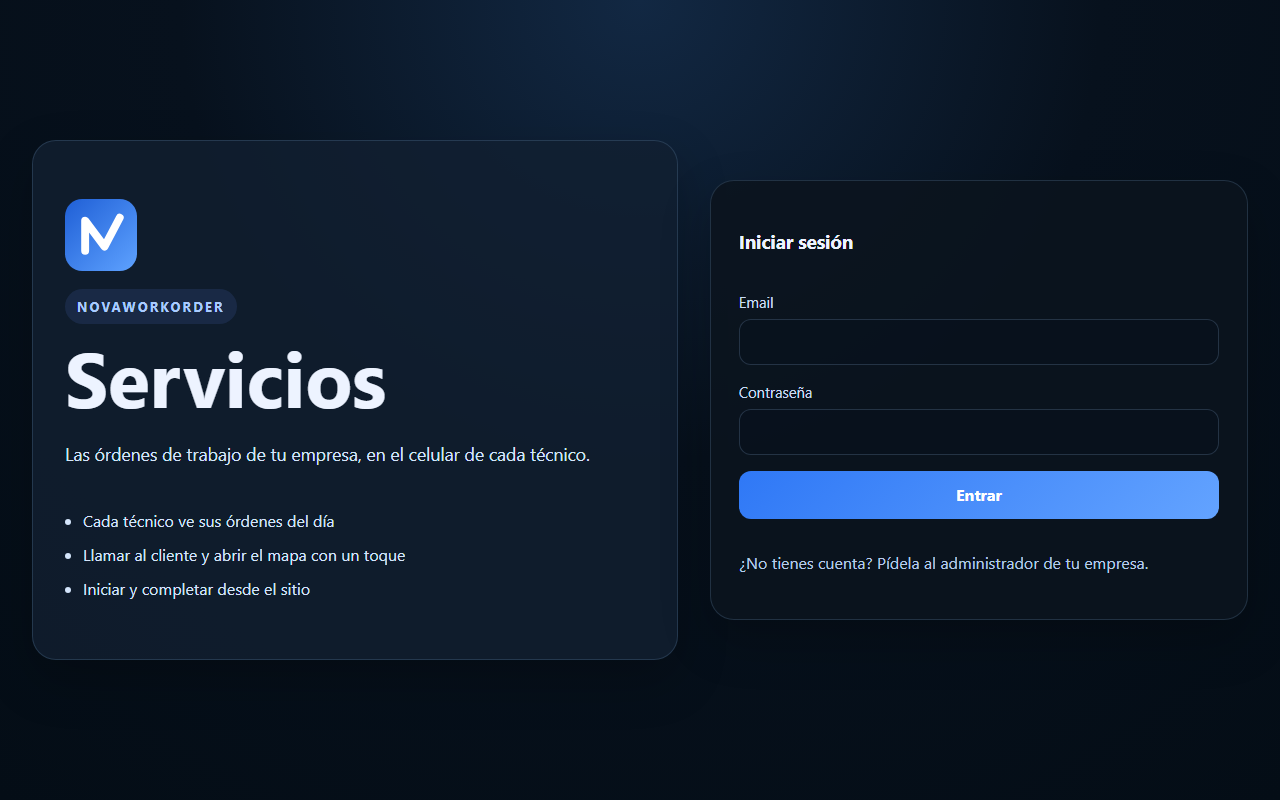 NOVAWORKORDER
Servicios
Las órdenes de trabajo de tu empresa, en el celular de cada técnico.
Cada técnico ve sus órdenes del día
Llamar al cliente y abrir el mapa con un toque
Iniciar y completar desde el sitio
Iniciar sesión
Email
Contraseña
Entrar
¿No tienes cuenta? Pídela al administrador de tu empresa.